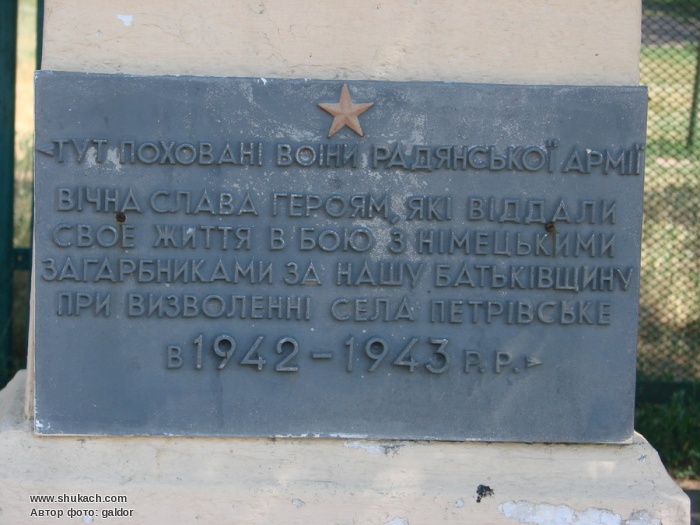 ТУТ ПОХОВАНІ ВОІНИ РАДЯНСЬКОЇ АРМІЇ
ВІЧНА СЛАВА ГЕРОЯМ, ЯКІ ВІДДАЛИ
СВОЄ ЖИТТЯ В БОЮ З НІМЕЦЬКИМИ
ЗАГАРБНИКАМИ ЗА НАШУ БАТЬКІВЩИНУ
ПРИ ВИЗВОЛЕННІ СЕЛА ПЕТРІВСЬКЕ
В 1942 – 1943 Р. Р.
www.shukach.com
Автор фото: galdor